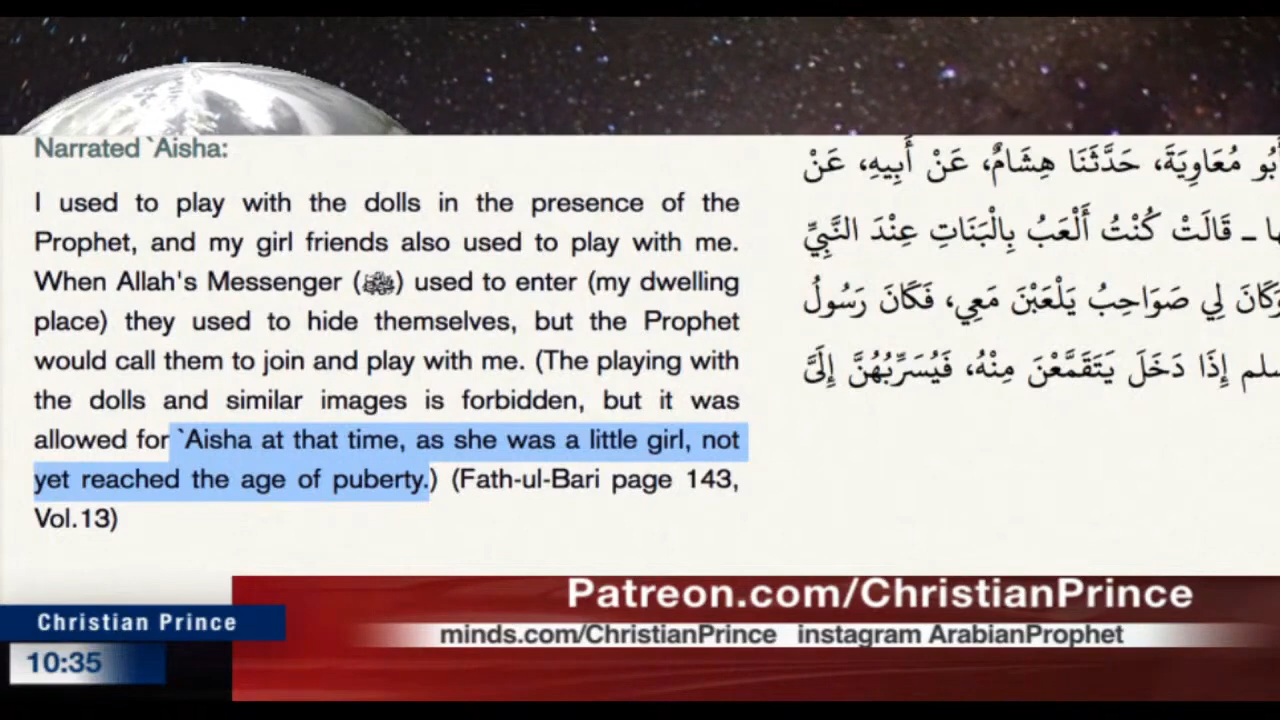 Narrated `Aisha:
I used to play with the dolls in the presence of the
Prophet, and my girl friends also used to play with me.
When Allah's Messenger (ﷺ) used to enter (my dwelling
place) they used to hide themselves, but the Prophet
would call them to join and play with me. (The playing with
the dolls and similar images is forbidden, but it was
allowed for `Aisha at that time, as she was a little girl, not
yet reached the age of puberty.) (Fath-ul-Bari page 143,
Vol.13)
أَبُو مُعَاوِيَةَ، حَدَّثَنَا هِشَامٌ، عَنْ أَبِيهِ، عَنْ
ـ قَالَتْ كُنْتُ أَلْعَبُ بِالْبَنَاتِ عِنْدَ النَّبِيِّ
وَكَانَ لِي صَوَاحِبُ يَلْعَبْنَ مَعِي، فَكَانَ رَسُولُ
إِذَا دَخَلَ يَتَقَمَّعْنَ مِنْهُ، فَيُسَرِّبُهُنَّ إِلَىَّ
Patreon.com/ChristianPrince
Christian Prince
minds.com/ChristianPrince instagram ArabianProphet
10:35